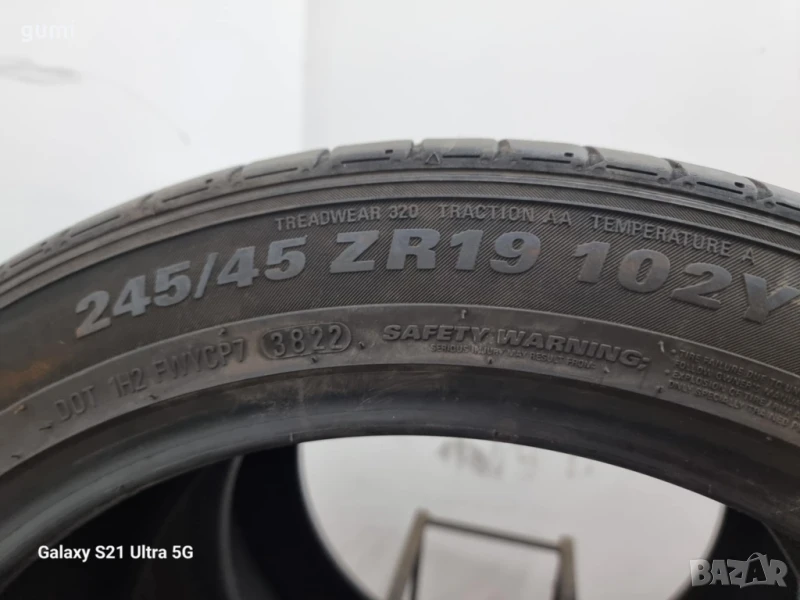 gumi
TREADWEAR 320 TRACTION AA TEMPERATURE A
245/45 ZR19 102Y
DOT 1H2 FWVCP7 3822
SAFETY WARNING:
Galaxy S21 Ultra 5G
BAZAR